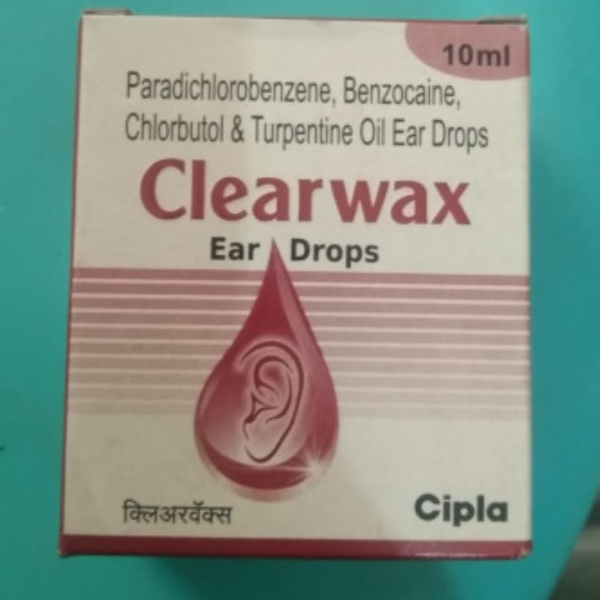 10ml
Paradichlorobenzene, Benzocaine,
Chlorbutol & Turpentine Oil Ear Drops
Clearwax
Ear Drops
क्लिअरवॅक्स
Cipla